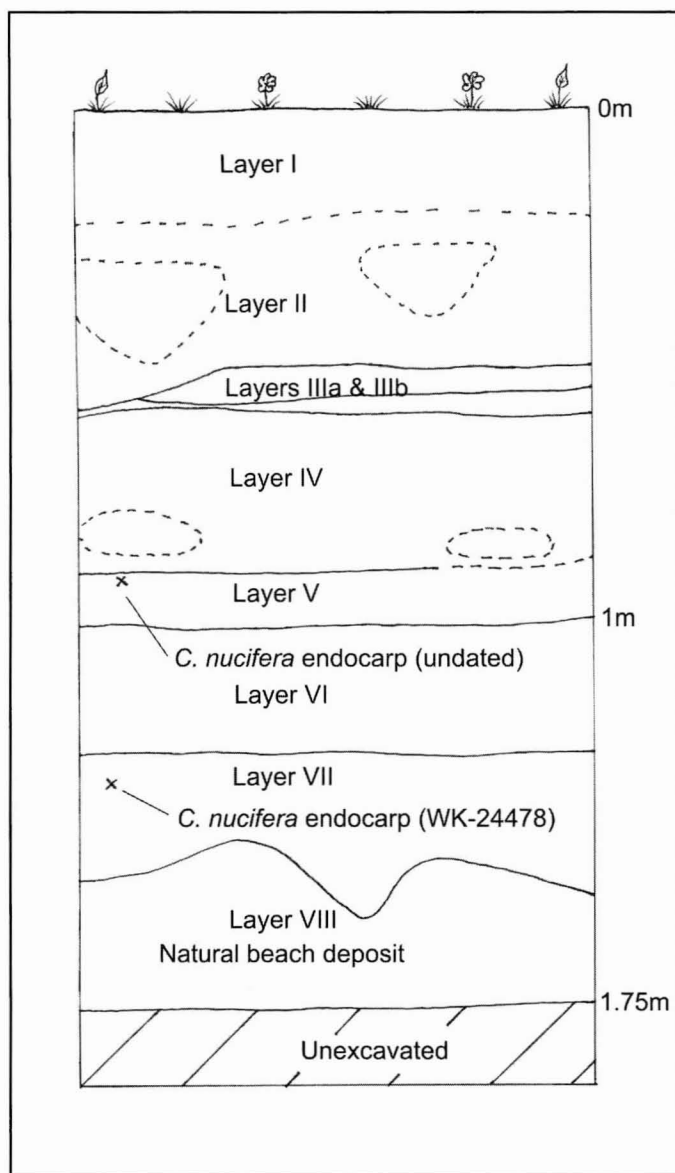 0m
Layer I
Layer II
Layers IIIa & IIIb
Layer IV
Layer V
1m
C. nucifera endocarp (undated)
Layer VI
Layer VII
C. nucifera endocarp (WK-24478)
Layer VIII
Natural beach deposit
1.75m
Unexcavated